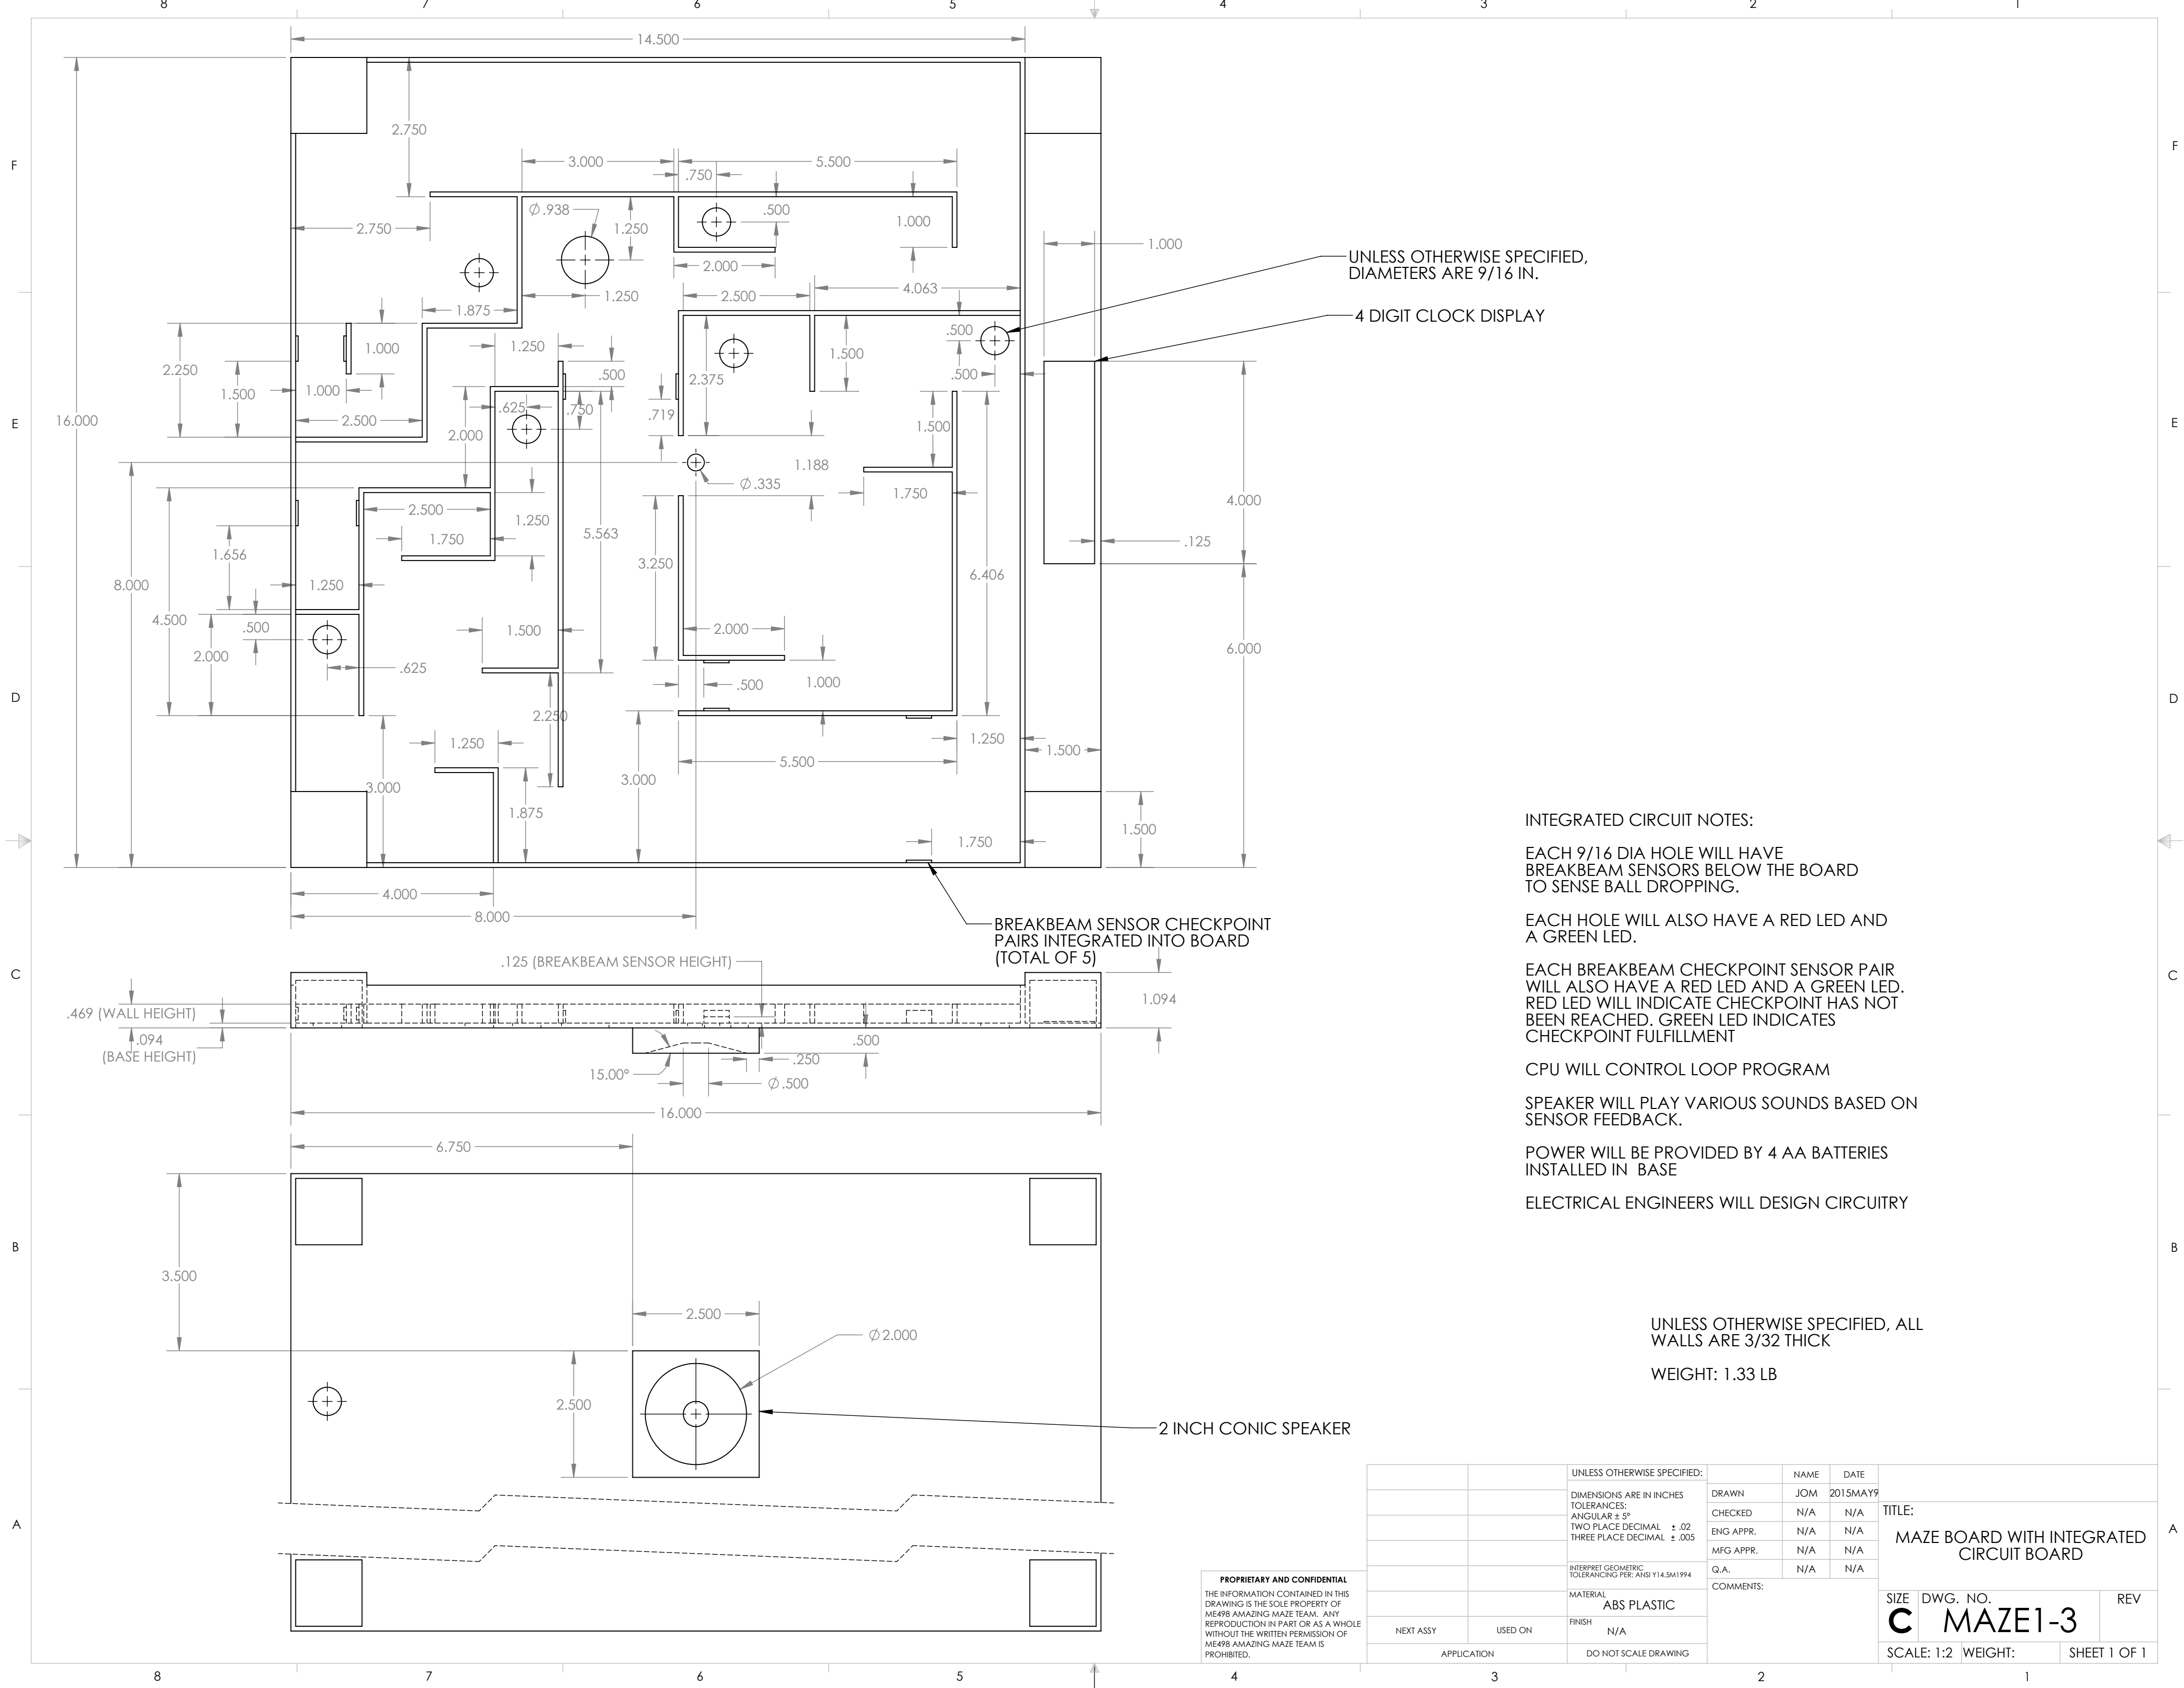 8 7 6 5 4 3 2 1
F F
E E
D D
C C
B B
A A
14.500
2.750
3.000
5.500
.750
Ø.938
.500
1.250
1.000
2.750
1.000
2.000
1.250
2.500
4.063
1.875
.500
1.250
1.000
1.500
2.250
.500
2.375
.500
1.500
1.000
.625
.750
.719
16.000
2.500
2.000
1.500
1.188
Ø.335
1.750
4.000
2.500
1.250
5.563
1.750
.125
1.656
3.250
6.406
8.000
1.250
4.500
.500
1.500
2.000
6.000
2.000
.625
.500
1.000
2.250
1.250
1.250
1.500
5.500
3.000
3.000
1.875
1.500
1.750
4.000
8.000
UNLESS OTHERWISE SPECIFIED,
DIAMETERS ARE 9/16 IN.
4 DIGIT CLOCK DISPLAY
BREAKBEAM SENSOR CHECKPOINT
PAIRS INTEGRATED INTO BOARD
(TOTAL OF 5)
.125 (BREAKBEAM SENSOR HEIGHT)
.469 (WALL HEIGHT)
.094
(BASE HEIGHT)
1.094
.500
.250
15.00°
Ø.500
16.000
6.750
3.500
2.500
Ø2.000
2.500
2 INCH CONIC SPEAKER
INTEGRATED CIRCUIT NOTES:
EACH 9/16 DIA HOLE WILL HAVE
BREAKBEAM SENSORS BELOW THE BOARD
TO SENSE BALL DROPPING.
EACH HOLE WILL ALSO HAVE A RED LED AND
A GREEN LED.
EACH BREAKBEAM CHECKPOINT SENSOR PAIR
WILL ALSO HAVE A RED LED AND A GREEN LED.
RED LED WILL INDICATE CHECKPOINT HAS NOT
BEEN REACHED. GREEN LED INDICATES
CHECKPOINT FULFILLMENT
CPU WILL CONTROL LOOP PROGRAM
SPEAKER WILL PLAY VARIOUS SOUNDS BASED ON
SENSOR FEEDBACK.
POWER WILL BE PROVIDED BY 4 AA BATTERIES
INSTALLED IN BASE
ELECTRICAL ENGINEERS WILL DESIGN CIRCUITRY
UNLESS OTHERWISE SPECIFIED, ALL
WALLS ARE 3/32 THICK
WEIGHT: 1.33 LB
PROPRIETARY AND CONFIDENTIAL
THE INFORMATION CONTAINED IN THIS
DRAWING IS THE SOLE PROPERTY OF
ME498 AMAZING MAZE TEAM. ANY
REPRODUCTION IN PART OR AS A WHOLE
WITHOUT THE WRITTEN PERMISSION OF
ME498 AMAZING MAZE TEAM IS
PROHIBITED.
NEXT ASSY USED ON
APPLICATION
UNLESS OTHERWISE SPECIFIED:
DIMENSIONS ARE IN INCHES
TOLERANCES:
ANGULAR ± 5°
TWO PLACE DECIMAL ± .02
THREE PLACE DECIMAL ± .005
INTERPRET GEOMETRIC
TOLERANCING PER: ANSI Y14.5M1994
MATERIAL
ABS PLASTIC
FINISH
N/A
DO NOT SCALE DRAWING
NAME DATE
DRAWN JOM 2015MAY9
CHECKED N/A N/A
ENG APPR. N/A N/A
MFG APPR. N/A N/A
Q.A. N/A N/A
COMMENTS:
TITLE:
MAZE BOARD WITH INTEGRATED
CIRCUIT BOARD
SIZE DWG. NO. REV
C MAZE1-3
SCALE: 1:2 WEIGHT: SHEET 1 OF 1
8 7 6 5 4 3 2 1